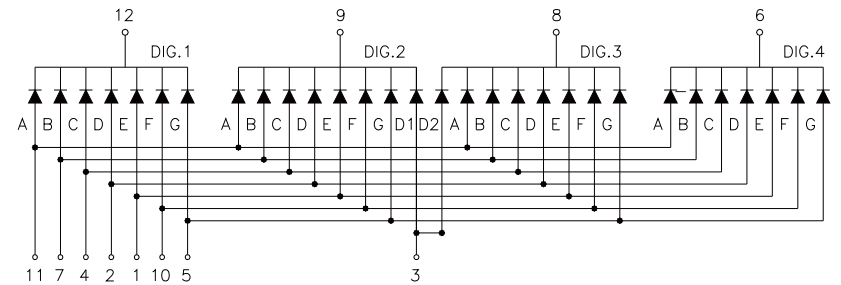 12 9 8 6
DIG.1 DIG.2 DIG.3 DIG.4
A B C D E F G A B C D E F G D1 D2 A B C D E F G A B C D E F G
11 7 4 2 1 10 5 3